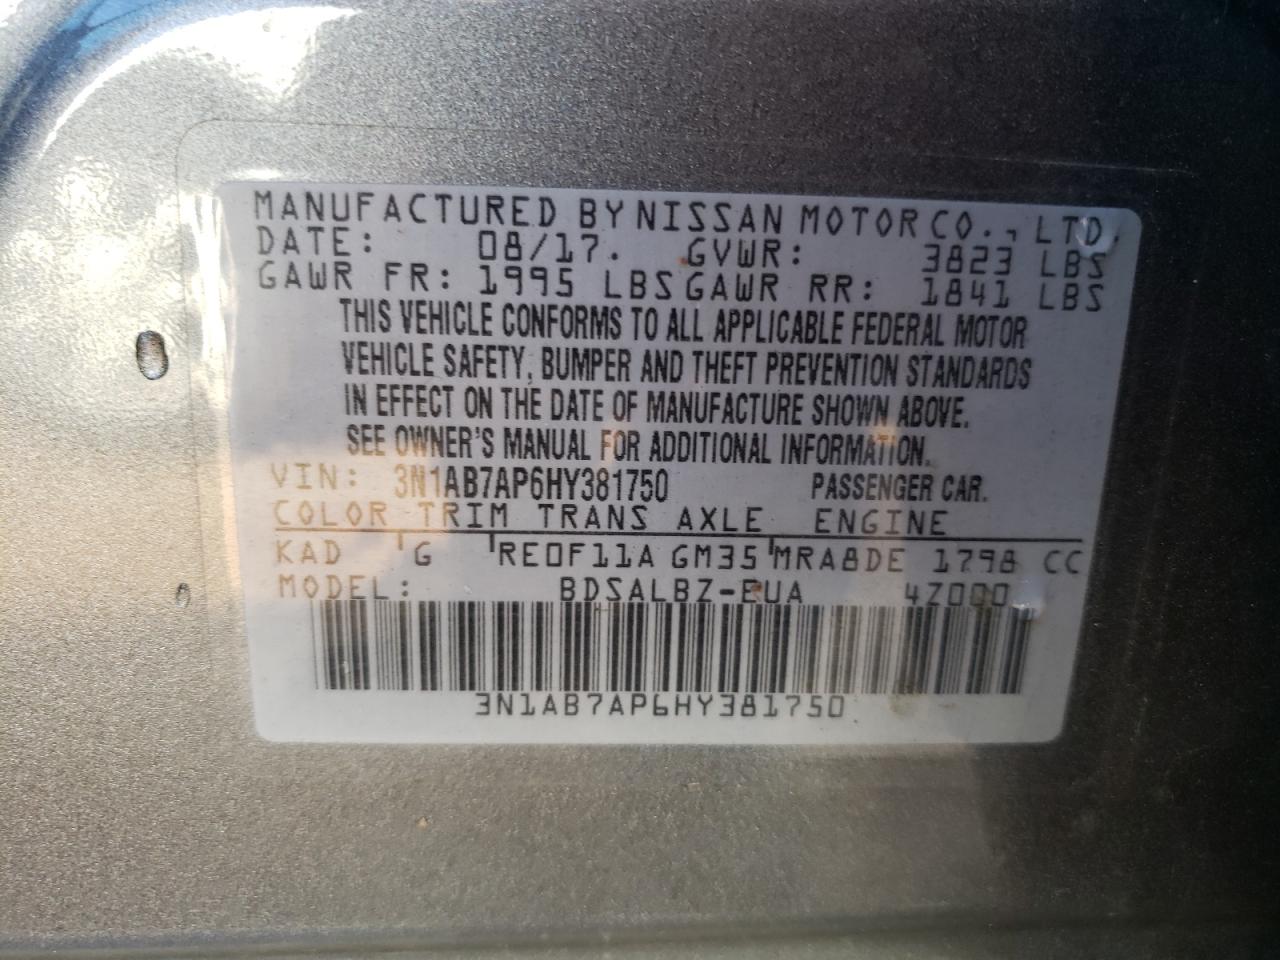 MANUFACTURED BY NISSAN MOTOR CO., LTD.
DATE: 08/17. GVWR: 3823 LBS
GAWR FR: 1995 LBS GAWR RR: 1841 LBS
THIS VEHICLE CONFORMS TO ALL APPLICABLE FEDERAL MOTOR
VEHICLE SAFETY, BUMPER AND THEFT PREVENTION STANDARDS
IN EFFECT ON THE DATE OF MANUFACTURE SHOWN ABOVE.
SEE OWNER'S MANUAL FOR ADDITIONAL INFORMATION.
VIN: 3N1AB7AP6HY381750 PASSENGER CAR.
COLOR TRIM TRANS AXLE ENGINE
KAD G RE0F11A GM35 MRA8DE 1798 CC
MODEL: BDSALBZ-EUA 4Z000
3N1AB7AP6HY381750